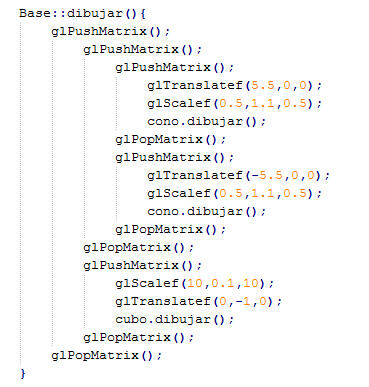 Base::dibujar(){
glPushMatrix();
glPushMatrix();
glPushMatrix();
glTranslatef(5.5,0,0);
glScalef(0.5,1.1,0.5);
cono.dibujar();
glPopMatrix();
glPushMatrix();
glTranslatef(-5.5,0,0);
glScalef(0.5,1.1,0.5);
cono.dibujar();
glPopMatrix();
glPopMatrix();
glPushMatrix();
glScalef(10,0.1,10);
glTranslatef(0,-1,0);
cubo.dibujar();
glPopMatrix();
glPopMatrix();
}